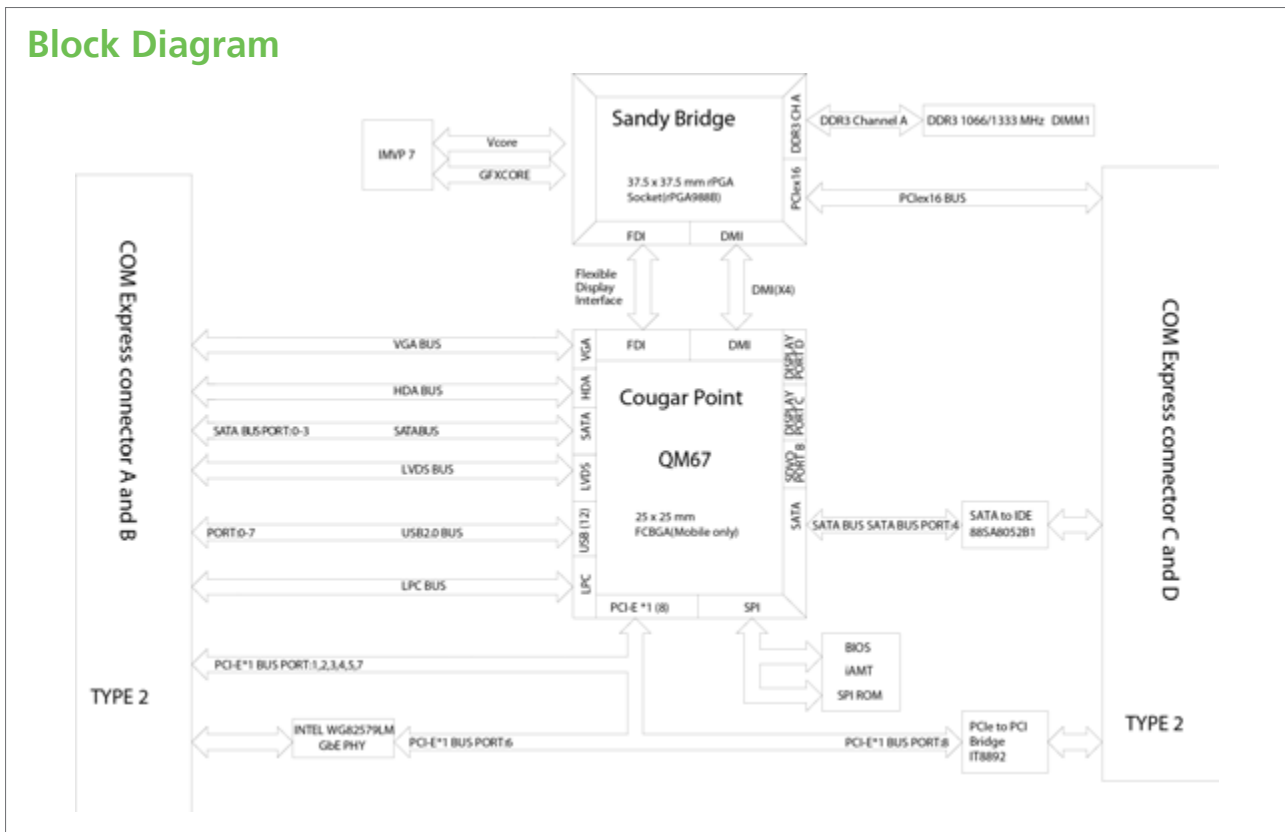 Block Diagram
Sandy Bridge
37.5 x 37.5 mm rPGA
Socket(rPGA988B)
DDR3 CH A
PCIex16
FDI
DMI
IMVP 7
Vcore
GFXCORE
DDR3 Channel A
DDR3 1066/1333 MHz DIMM1
PCIex16 BUS
Flexible
Display
Interface
DMI(X4)
COM Express connector A and B
TYPE 2
COM Express connector C and D
TYPE 2
VGA BUS
HDA BUS
SATA BUS PORT:0-3
SATABUS
LVDS BUS
PORT:0-7
USB2.0 BUS
LPC BUS
VGA
HDA
SATA
LVDS
USB (12)
LPC
FDI
DMI
Cougar Point
QM67
25 x 25 mm
FCBGA(Mobile only)
DISPLAY
PORT D
DISPLAY
PORT C
SDVO
PORT B
SATA
PCI-E *1 (8)
SPI
SATA BUS SATA BUS PORT:4
SATA to IDE
88SA8052B1
PCI-E*1 BUS PORT:1,2,3,4,5,7
BIOS
iAMT
SPI ROM
INTEL WG82579LM
GbE PHY
PCI-E*1 BUS PORT:6
PCI-E*1 BUS PORT:8
PCIe to PCI
Bridge
IT8892